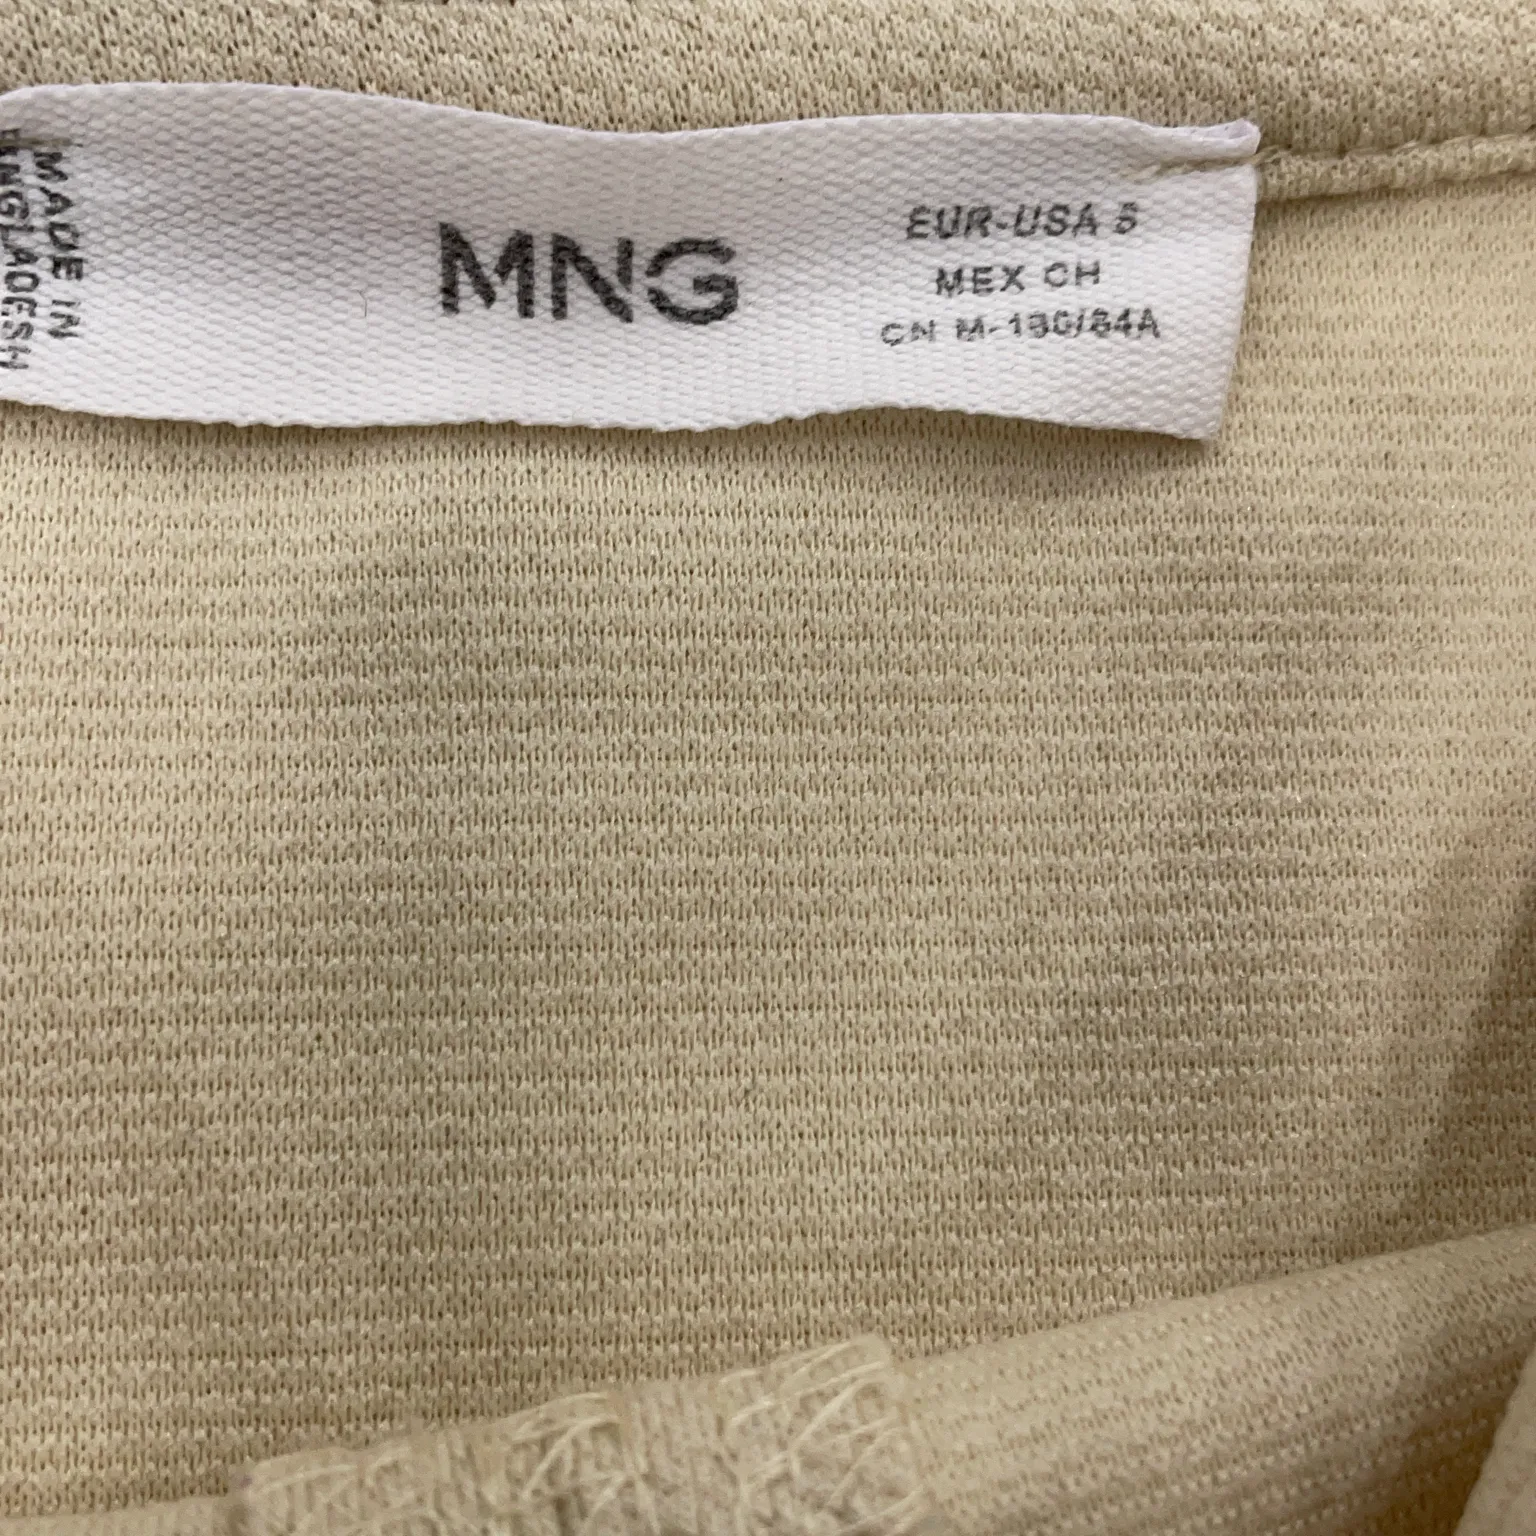 MADE IN
BANGLADESH
MNG
EUR-USA S
MEX CH
CN M-160/84A